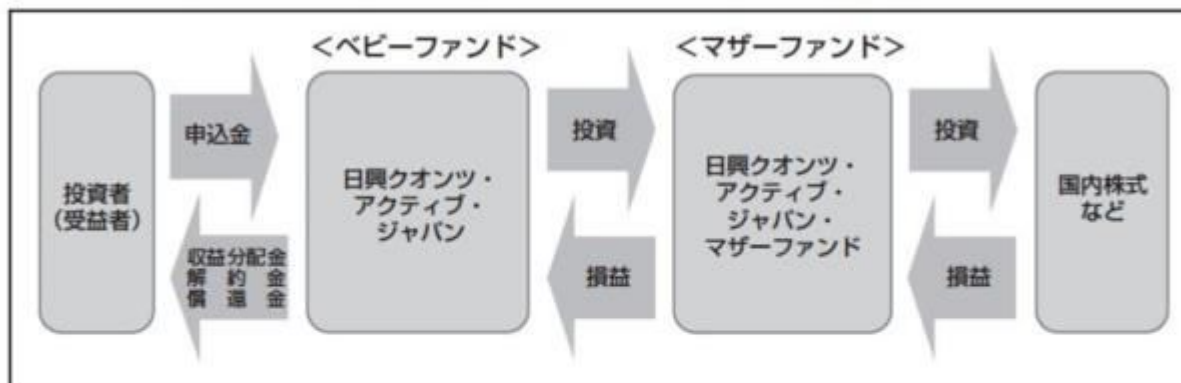 ＜ベビーファンド＞
＜マザーファンド＞
投資者
（受益者）
申込金
収益分配金
解約金
償還金
日興クオンツ・
アクティブ・
ジャパン
投資
損益
日興クオンツ・
アクティブ・
ジャパン・
マザーファンド
投資
損益
国内株式
など